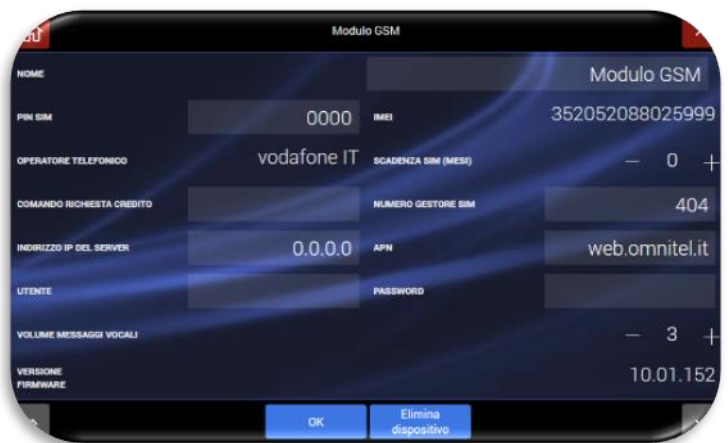 Modulo GSM
NOME Modulo GSM
PIN SIM 0000 IMEI 352052088025999
OPERATORE TELEFONICO vodafone IT SCADENZA SIM (MESI) — 0 +
COMANDO RICHIESTA CREDITO NUMERO GESTORE SIM 404
INDIRIZZO IP DEL SERVER 0.0.0.0 APN web.omnitel.it
UTENTE PASSWORD
VOLUME MESSAGGI VOCALI — 3 +
VERSIONE
FIRMWARE 10.01.152
OK Elimina
dispositivo